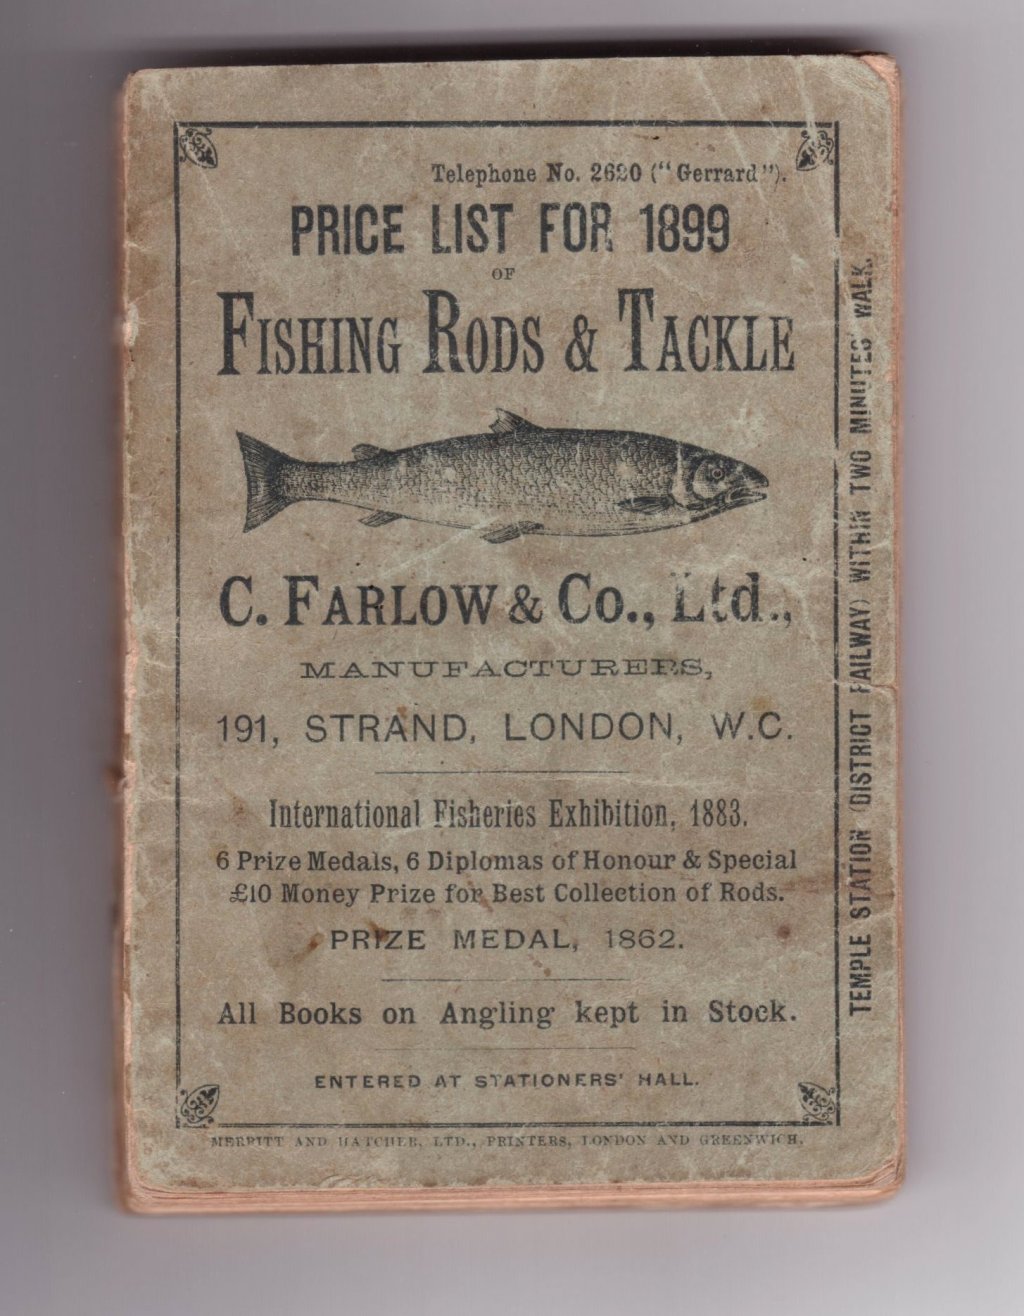 Telephone No. 2620 ("Gerrard").
PRICE LIST FOR 1899
OF
FISHING RODS & TACKLE
C. FARLOW & Co., Ltd.,
MANUFACTURERS,
191, STRAND, LONDON, W.C.
International Fisheries Exhibition, 1883.
6 Prize Medals, 6 Diplomas of Honour & Special
£10 Money Prize for Best Collection of Rods.
PRIZE MEDAL, 1862.
All Books on Angling kept in Stock.
ENTERED AT STATIONERS' HALL.
MERRITT AND HATCHER, LTD., PRINTERS, LONDON AND GREENWICH.
TEMPLE STATION (DISTRICT RAILWAY) WITHIN TWO MINUTES' WALK.